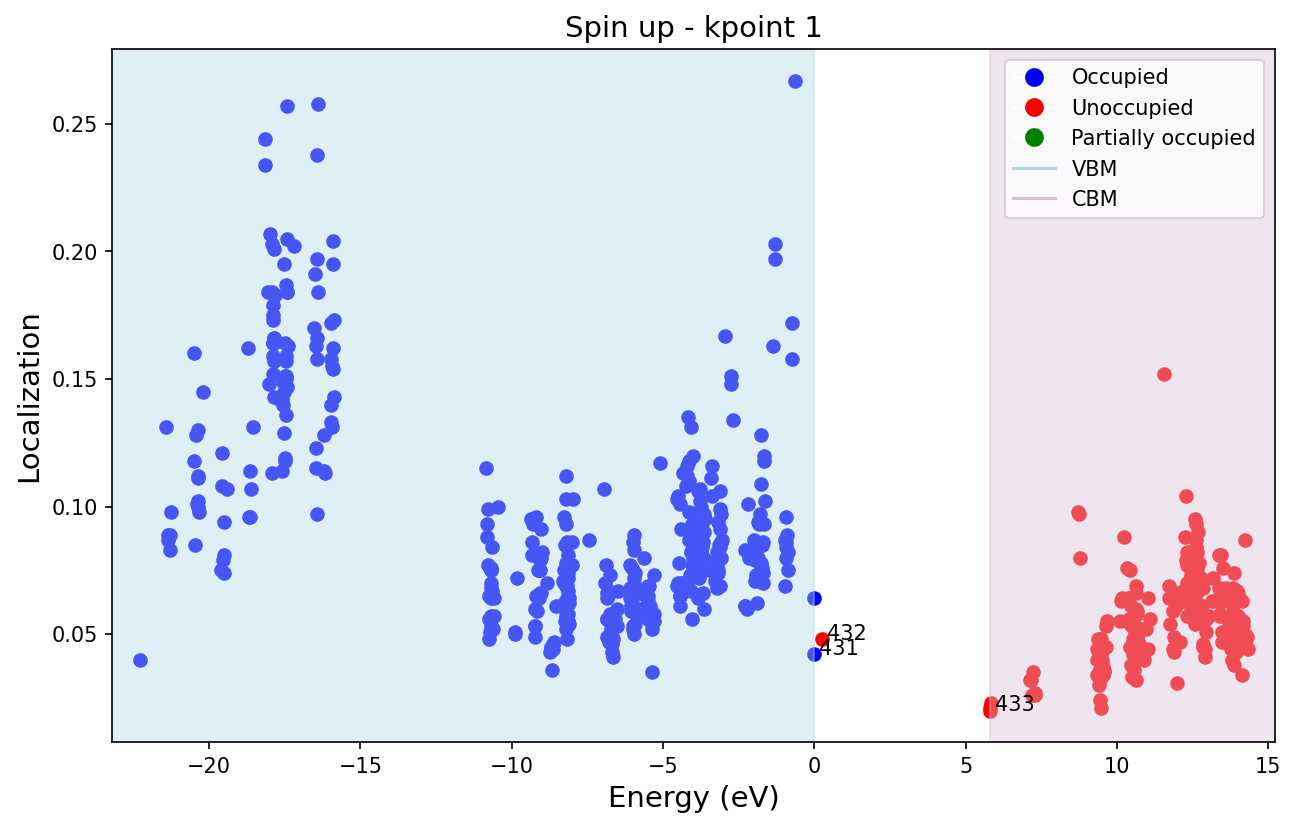 Spin up - kpoint 1
Localization
0.25
0.20
0.15
0.10
0.05
Occupied
Unoccupied
Partially occupied
VBM
CBM
432
431
433
−20
−15
−10
−5
0
5
10
15
Energy (eV)